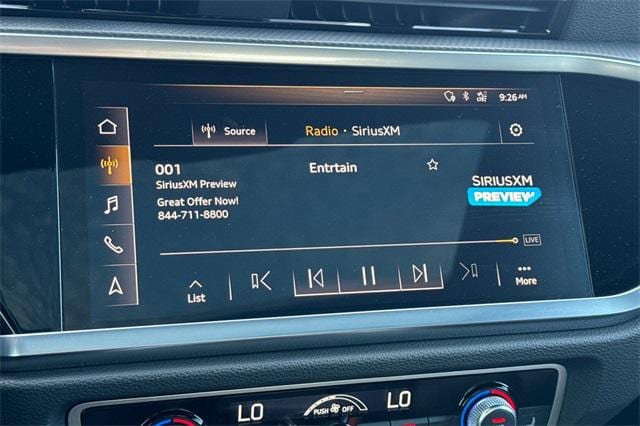 9:26 AM
Source
Radio · SiriusXM
001
Entrtain
SiriusXM Preview
Great Offer Now!
844-711-8800
SIRIUSXM
PREVIEW
LIVE
List
More
LO
PUSH OFF
LO